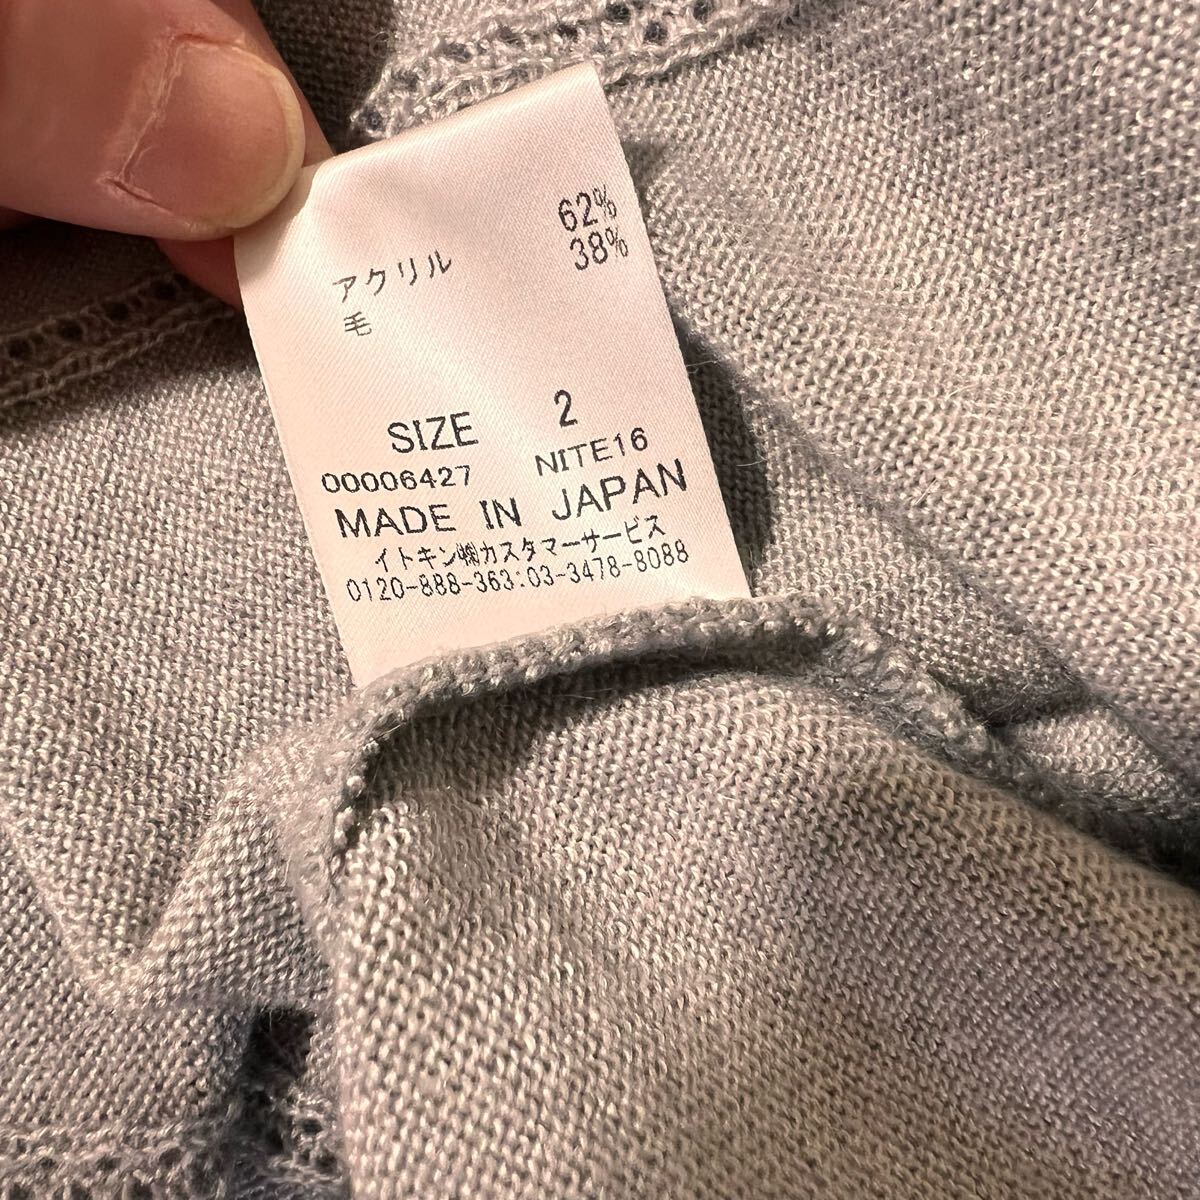 アクリル 62%
毛 38%
SIZE 2
00006427 NITE16
MADE IN JAPAN
イトキン㈱カスタマーサービス
0120-888-363:03-3478-8088